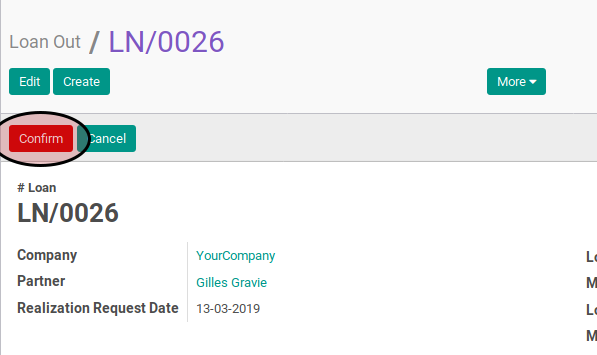 Loan Out / LN/0026
Edit Create More
Confirm Cancel
# Loan
LN/0026
Company YourCompany
Partner Gilles Gravie
Realization Request Date 13-03-2019
Lo
M
Lo
M